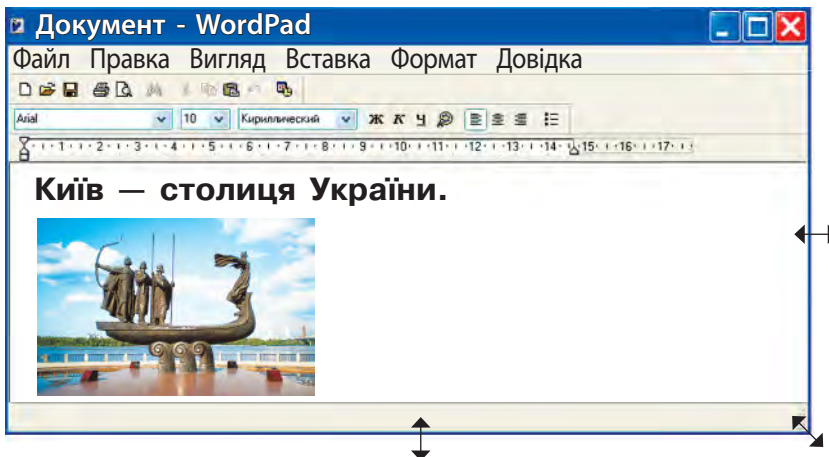 Документ - WordPad
Файл Правка Вигляд Вставка Формат Довідка
Arial 10 Кириллический Ж К Ч
1 2 3 4 5 6 7 8 9 10 11 12 13 14 15 16 17
Київ — столиця України.